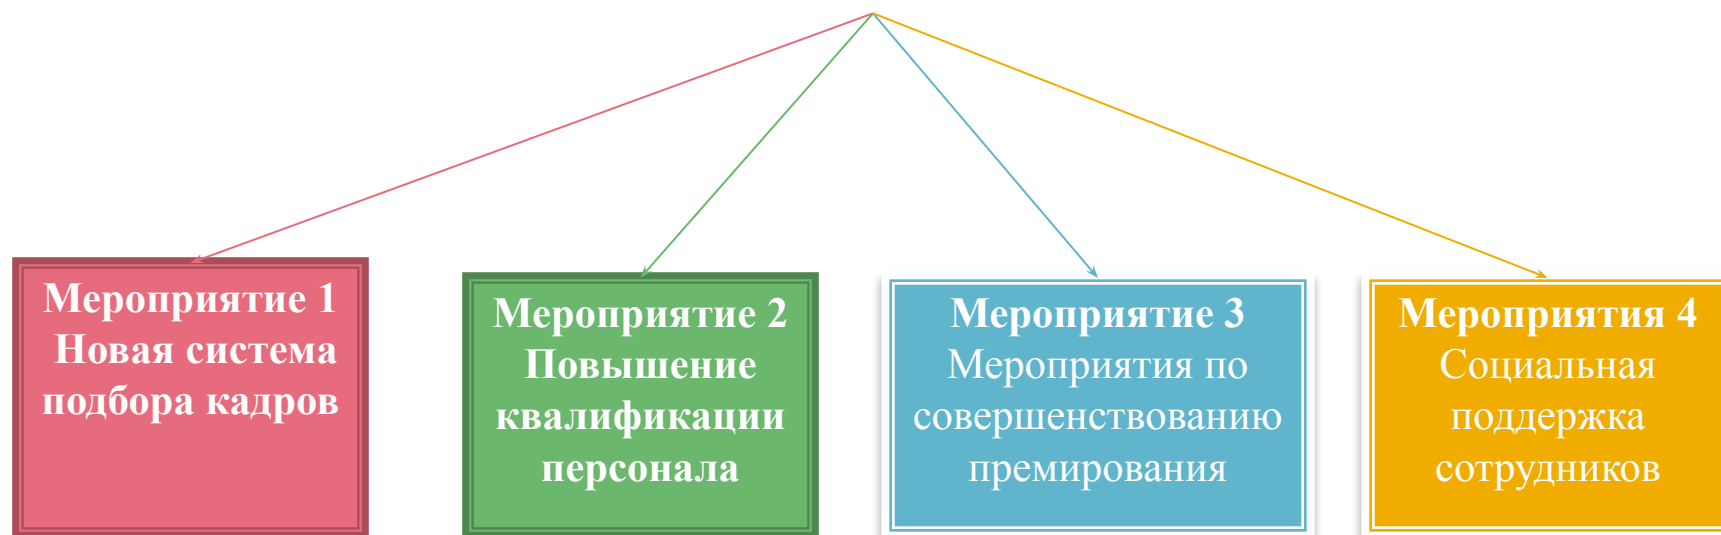 Мероприятие 1
Новая система
подбора кадров
Мероприятие 2
Повышение
квалификации
персонала
Мероприятие 3
Мероприятия по
совершенствованию
премирования
Мероприятия 4
Социальная
поддержка
сотрудников